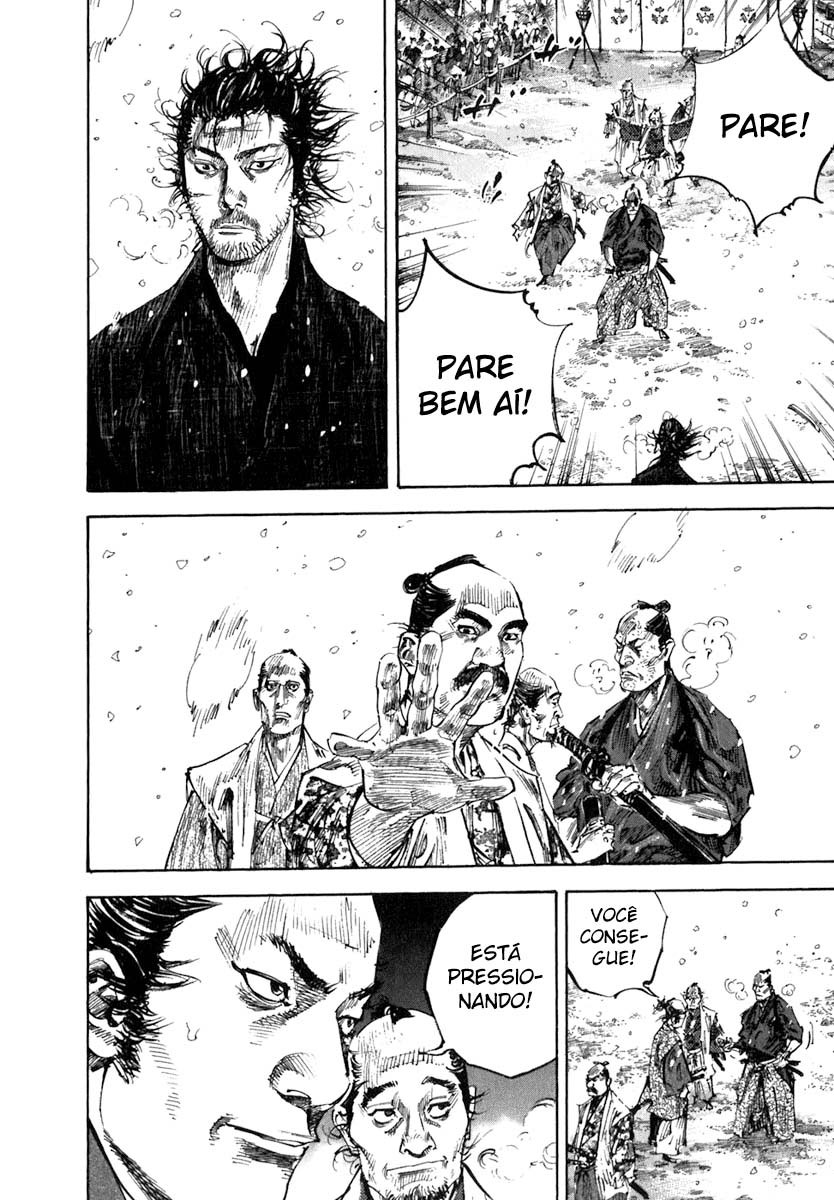 PARE!
PARE
BEM AÍ!
VOCÊ
CONSE-
GUE!
ESTÁ
PRESSIO-
NANDO!